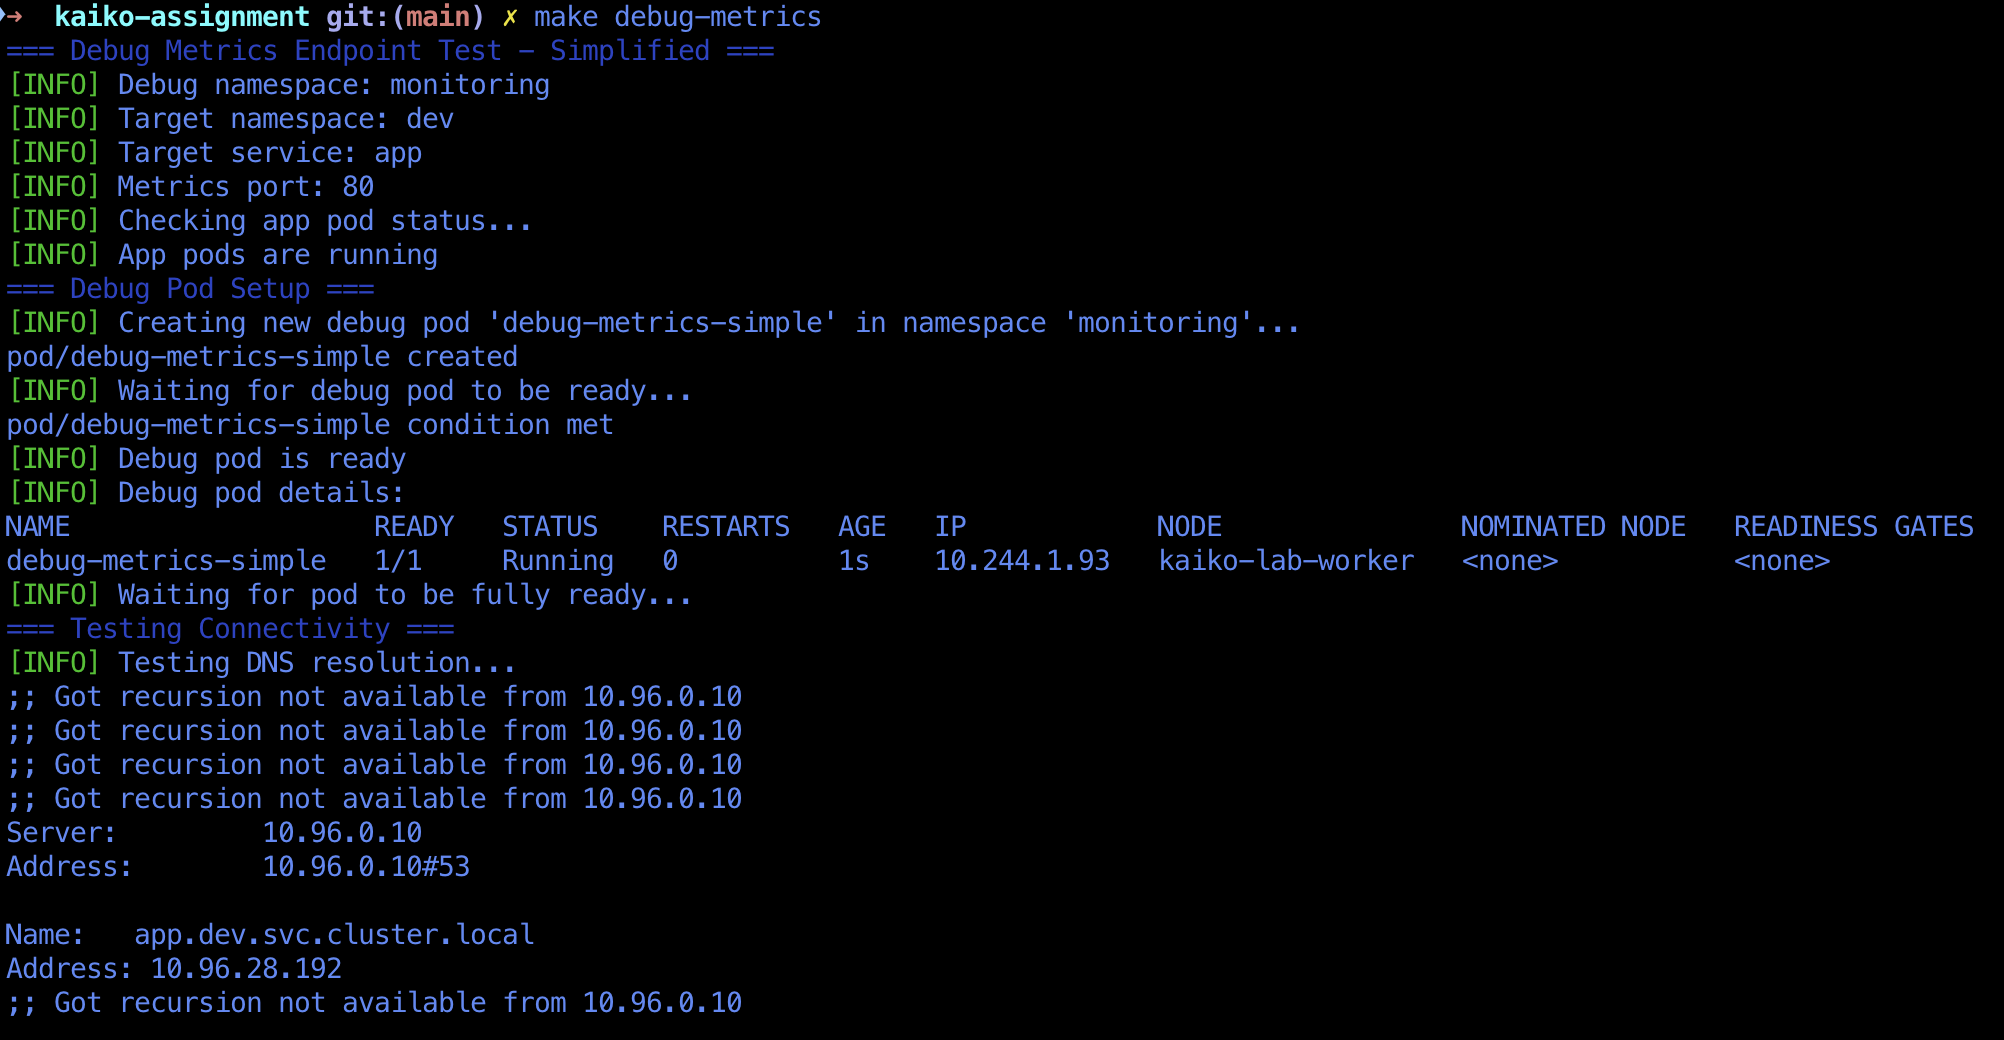 ➜  kaiko-assignment git:(main) ✗ make debug-metrics
=== Debug Metrics Endpoint Test - Simplified ===
[INFO] Debug namespace: monitoring
[INFO] Target namespace: dev
[INFO] Target service: app
[INFO] Metrics port: 80
[INFO] Checking app pod status...
[INFO] App pods are running
=== Debug Pod Setup ===
[INFO] Creating new debug pod 'debug-metrics-simple' in namespace 'monitoring'...
pod/debug-metrics-simple created
[INFO] Waiting for debug pod to be ready...
pod/debug-metrics-simple condition met
[INFO] Debug pod is ready
[INFO] Debug pod details:
NAME                   READY   STATUS    RESTARTS   AGE   IP            NODE               NOMINATED NODE   READINESS GATES
debug-metrics-simple   1/1     Running   0          1s    10.244.1.93   kaiko-lab-worker   <none>           <none>
[INFO] Waiting for pod to be fully ready...
=== Testing Connectivity ===
[INFO] Testing DNS resolution...
;; Got recursion not available from 10.96.0.10
;; Got recursion not available from 10.96.0.10
;; Got recursion not available from 10.96.0.10
;; Got recursion not available from 10.96.0.10
Server:         10.96.0.10
Address:        10.96.0.10#53

Name:   app.dev.svc.cluster.local
Address: 10.96.28.192
;; Got recursion not available from 10.96.0.10